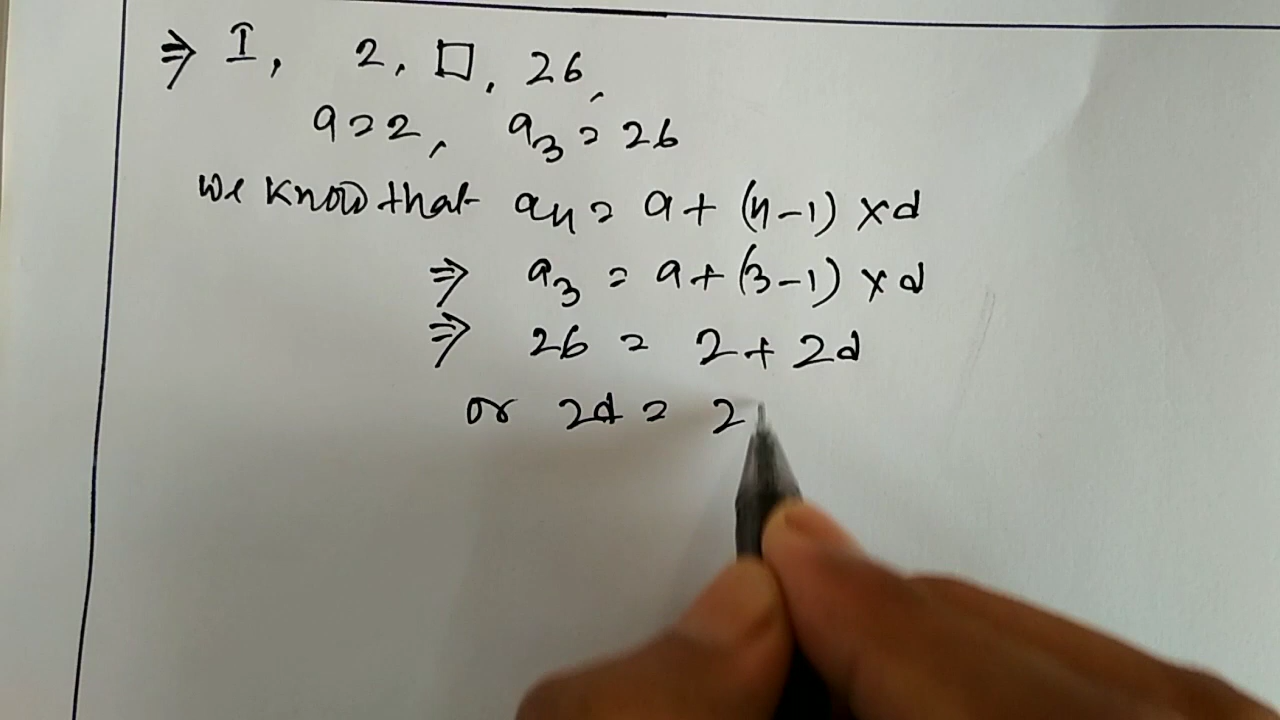 ⇒ I, 2, □, 26,
a = 2, a₃ = 26
We know that aₙ = a + (n-1) × d
⇒ a₃ = a + (3-1) × d
⇒ 26 = 2 + 2d
or 2d = 2